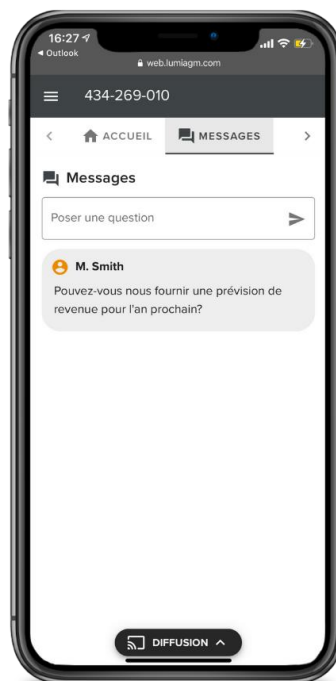 16:27
◀ Outlook
web.lumiagm.com
434-269-010
ACCUEIL MESSAGES
Messages
Poser une question
M. Smith
Pouvez-vous nous fournir une prévision de
revenue pour l'an prochain?
DIFFUSION